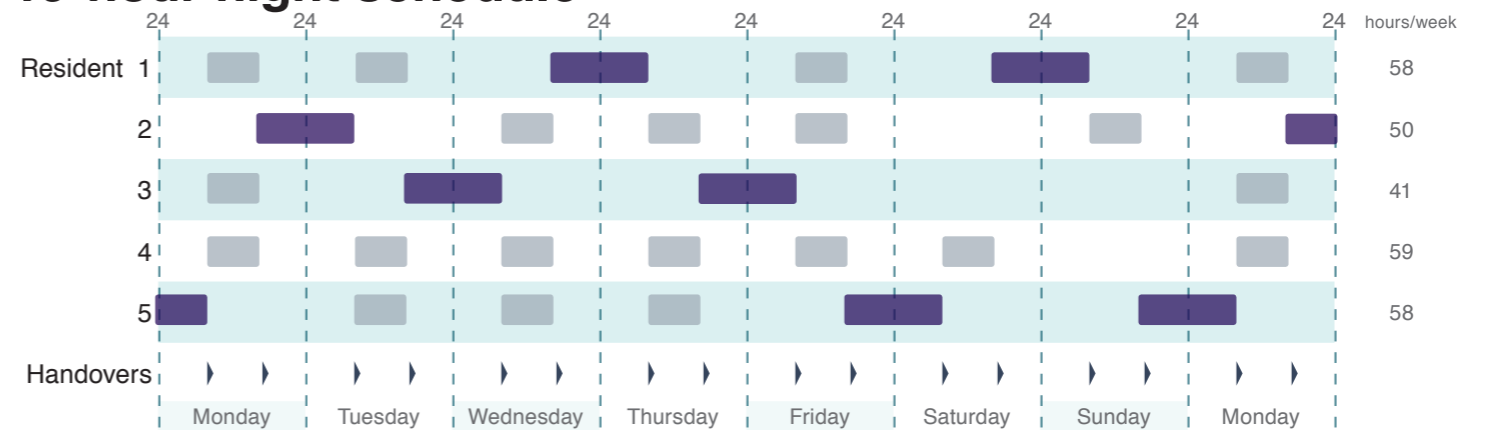 24 24 24 24 24 24 24 24 24 hours/week
Resident 1 58
2 50
3 41
4 59
5 58
Handovers
Monday Tuesday Wednesday Thursday Friday Saturday Sunday Monday